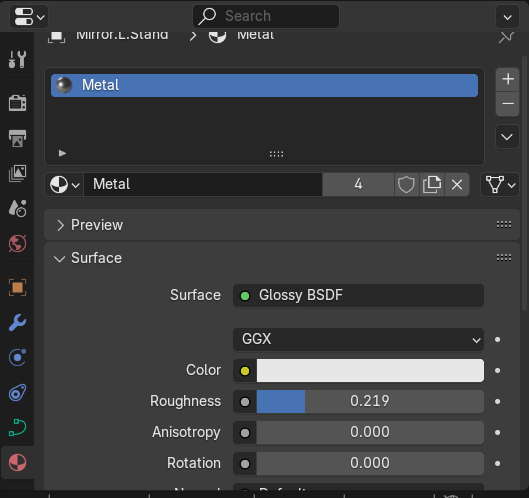 Search
Mirror.L.Stand > Metal
Metal
Metal 4
Preview
Surface
Surface Glossy BSDF
GGX
Color
Roughness 0.219
Anisotropy 0.000
Rotation 0.000